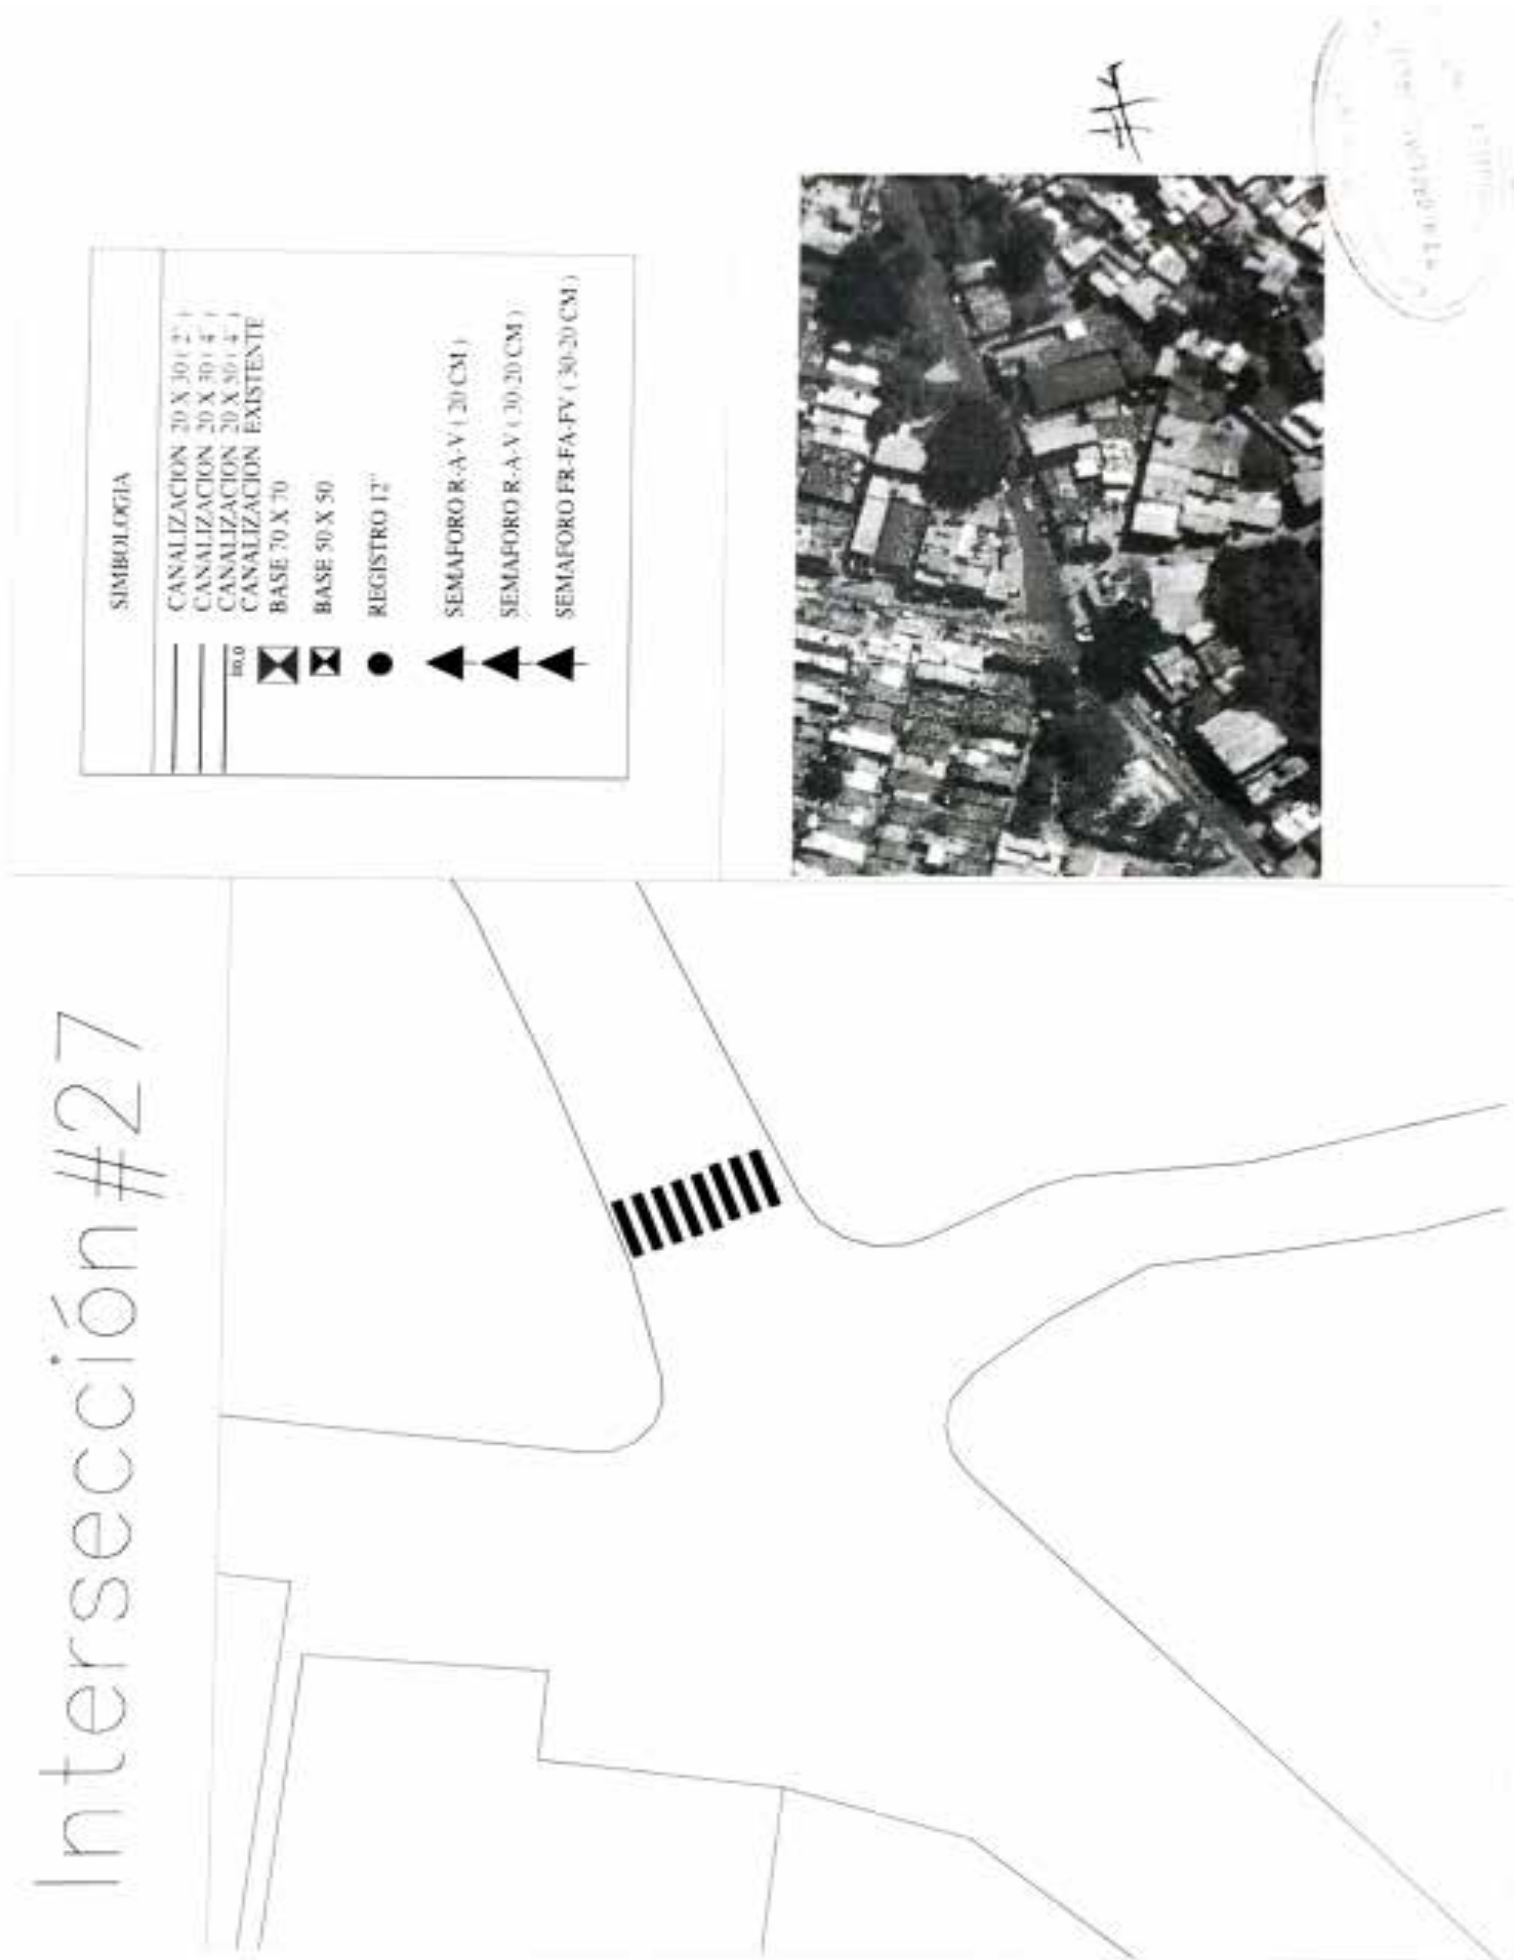 Intersección #27
SIMBOLOGIA
CANALIZACION 20 X 30 ( 2" )
CANALIZACION 20 X 30 ( 4" )
CANALIZACION 20 X 50 ( 4" )
CANALIZACION EXISTENTE
BASE 70 X 70
BASE 50 X 50
REGISTRO 12"
SEMAFORO R-A-V ( 20 CM )
SEMAFORO R-A-V ( 30-20 CM )
SEMAFORO FR-FA-FV ( 30-20 CM )